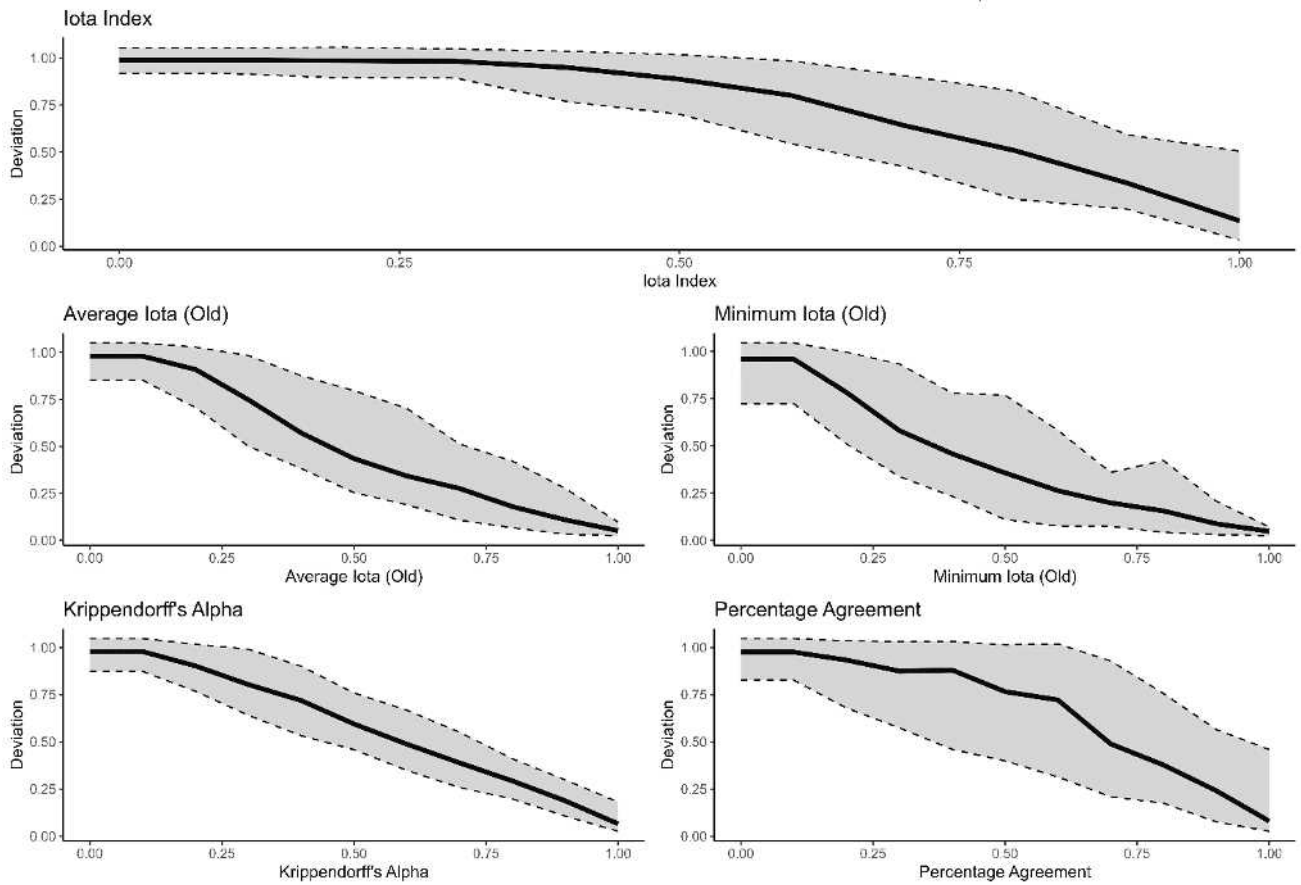 Iota Index
1.00
0.75
0.50
0.25
0.00
Deviation
0.00 0.25 0.50 0.75 1.00
Iota Index
Average Iota (Old)
1.00
0.75
0.50
0.25
0.00
Deviation
0.00 0.25 0.50 0.75 1.00
Average Iota (Old)
Minimum Iota (Old)
1.00
0.75
0.50
0.25
0.00
Deviation
0.00 0.25 0.50 0.75 1.00
Minimum Iota (Old)
Krippendorff's Alpha
1.00
0.75
0.50
0.25
0.00
Deviation
0.00 0.25 0.50 0.75 1.00
Krippendorff's Alpha
Percentage Agreement
1.00
0.75
0.50
0.25
0.00
Deviation
0.00 0.25 0.50 0.75 1.00
Percentage Agreement